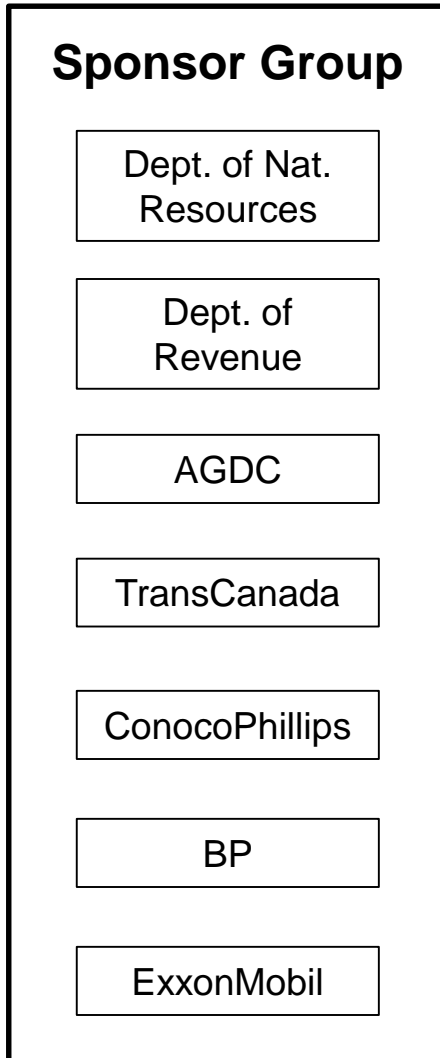 Sponsor Group
Dept. of Nat.
Resources
Dept. of
Revenue
AGDC
TransCanada
ConocoPhillips
BP
ExxonMobil